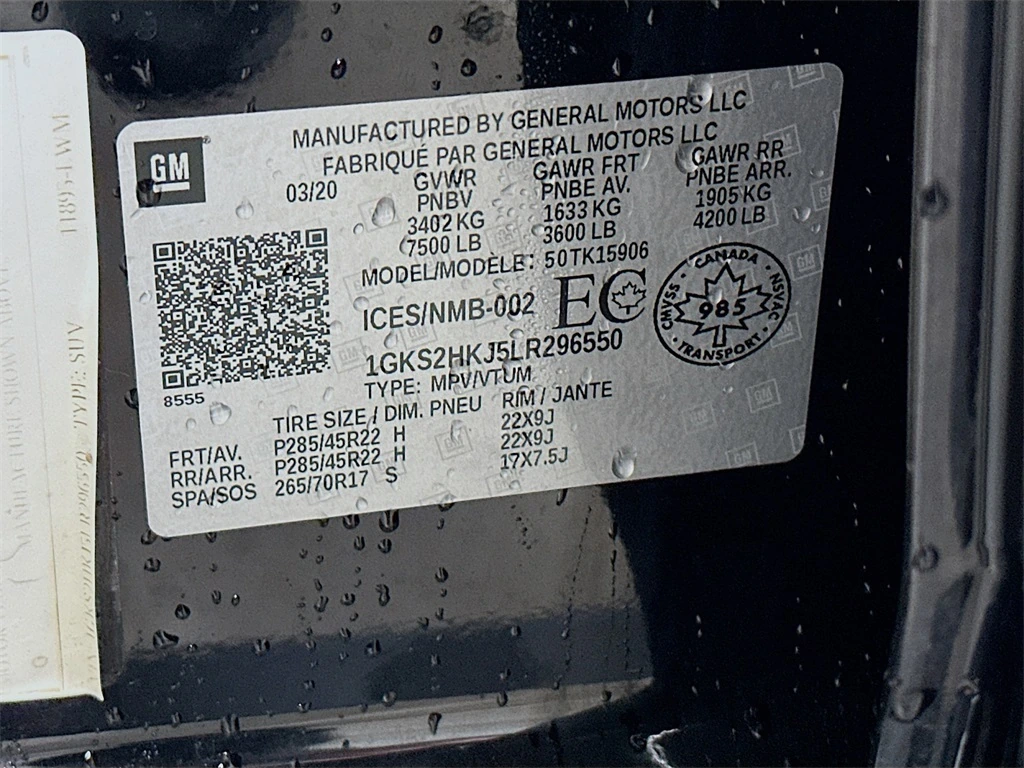 GM
MANUFACTURED BY GENERAL MOTORS LLC
FABRIQUÉ PAR GENERAL MOTORS LLC
03/20
GVWR
PNBV
3402 KG
7500 LB
GAWR FRT
PNBE AV.
1633 KG
3600 LB
GAWR RR
PNBE ARR.
1905 KG
4200 LB
MODEL/MODÈLE: 50TK15906
ICES/NMB-002
EC
CANADA
CMVSS
985
NSVAC
TRANSPORT
1GKS2HKJ5LR296550
TYPE: MPV/VTUM
8555
TIRE SIZE / DIM. PNEU RIM / JANTE
FRT/AV. P285/45R22 H 22X9J
RR/ARR. P285/45R22 H 22X9J
SPA/SOS 265/70R17 S 17X7.5J